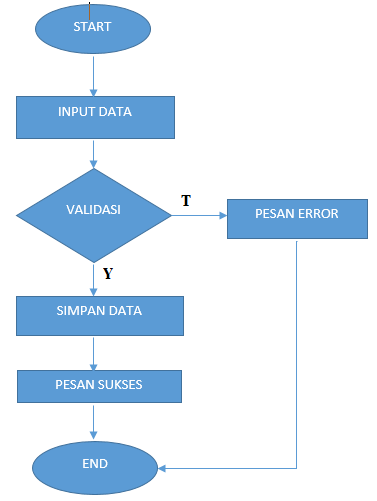 START
INPUT DATA
VALIDASI
T
PESAN ERROR
Y
SIMPAN DATA
PESAN SUKSES
END